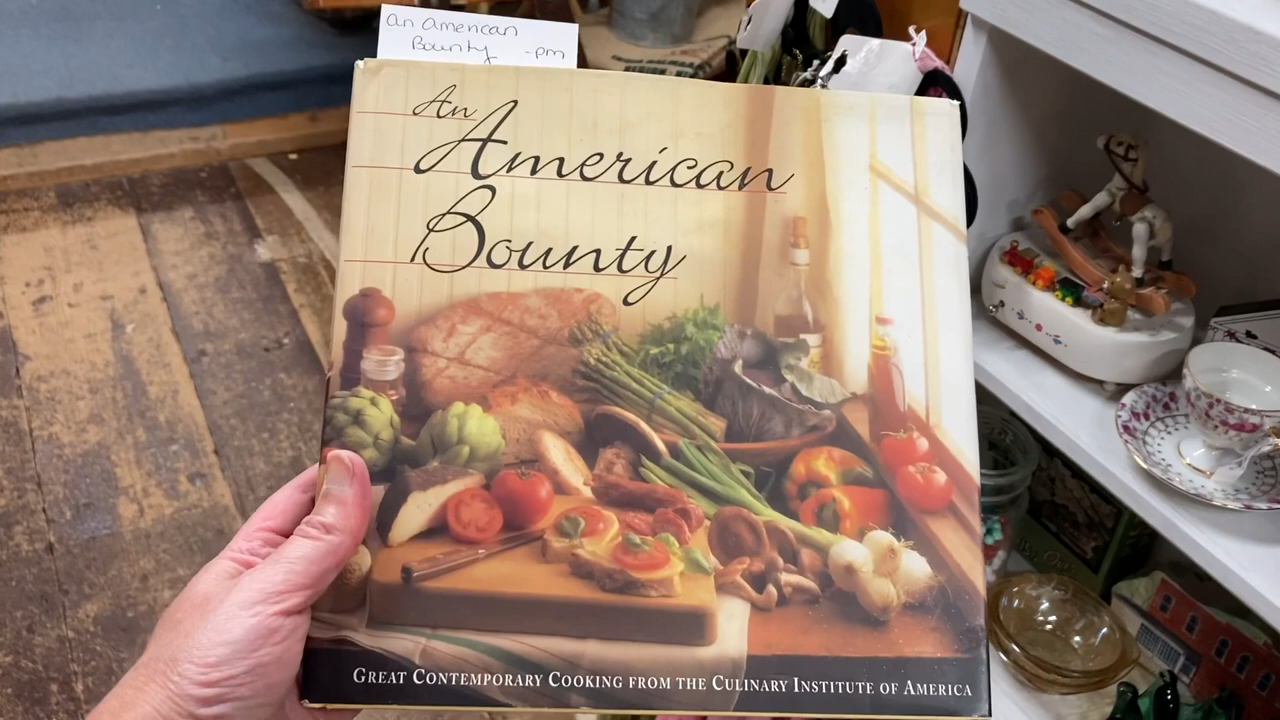 An American
Bounty -pm
An
American
Bounty
GREAT CONTEMPORARY COOKING FROM THE CULINARY INSTITUTE OF AMERICA